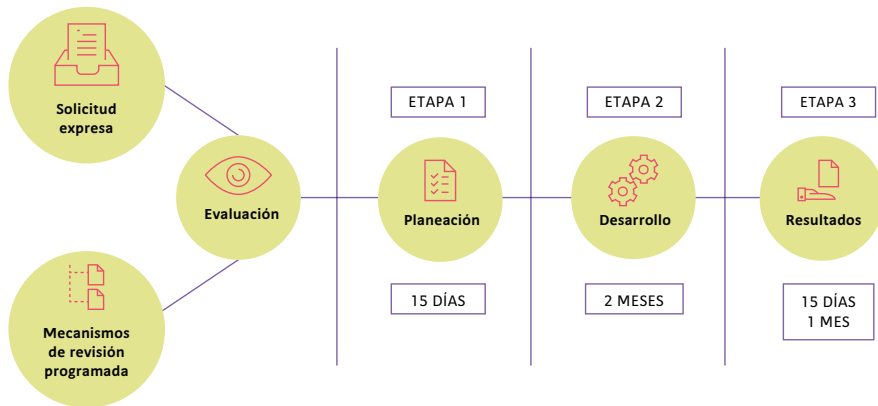 Solicitud
expresa
Mecanismos
de revisión
programada
Evaluación
ETAPA 1
Planeación
15 DÍAS
ETAPA 2
Desarrollo
2 MESES
ETAPA 3
Resultados
15 DÍAS
1 MES